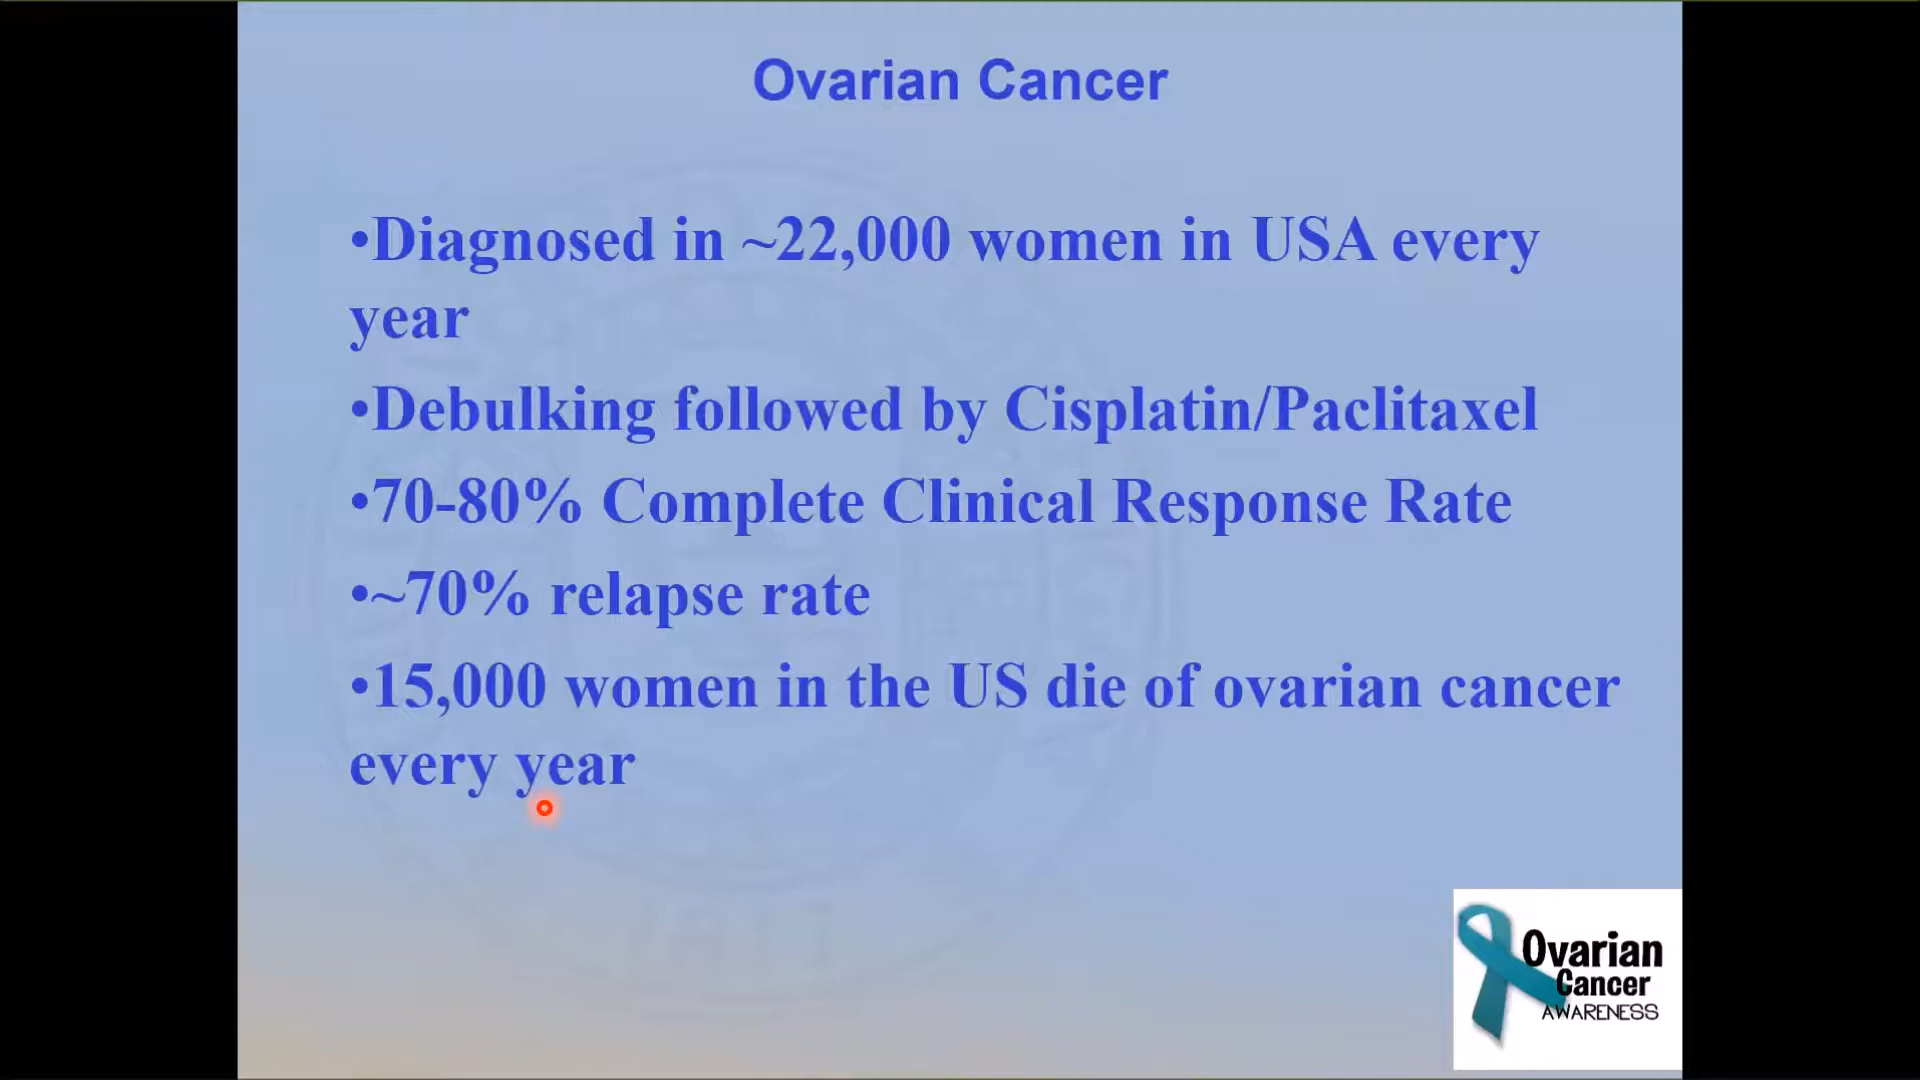 Ovarian Cancer
•Diagnosed in ~22,000 women in USA every
year
•Debulking followed by Cisplatin/Paclitaxel
•70-80% Complete Clinical Response Rate
•~70% relapse rate
•15,000 women in the US die of ovarian cancer
every year
Ovarian
Cancer
AWARENESS